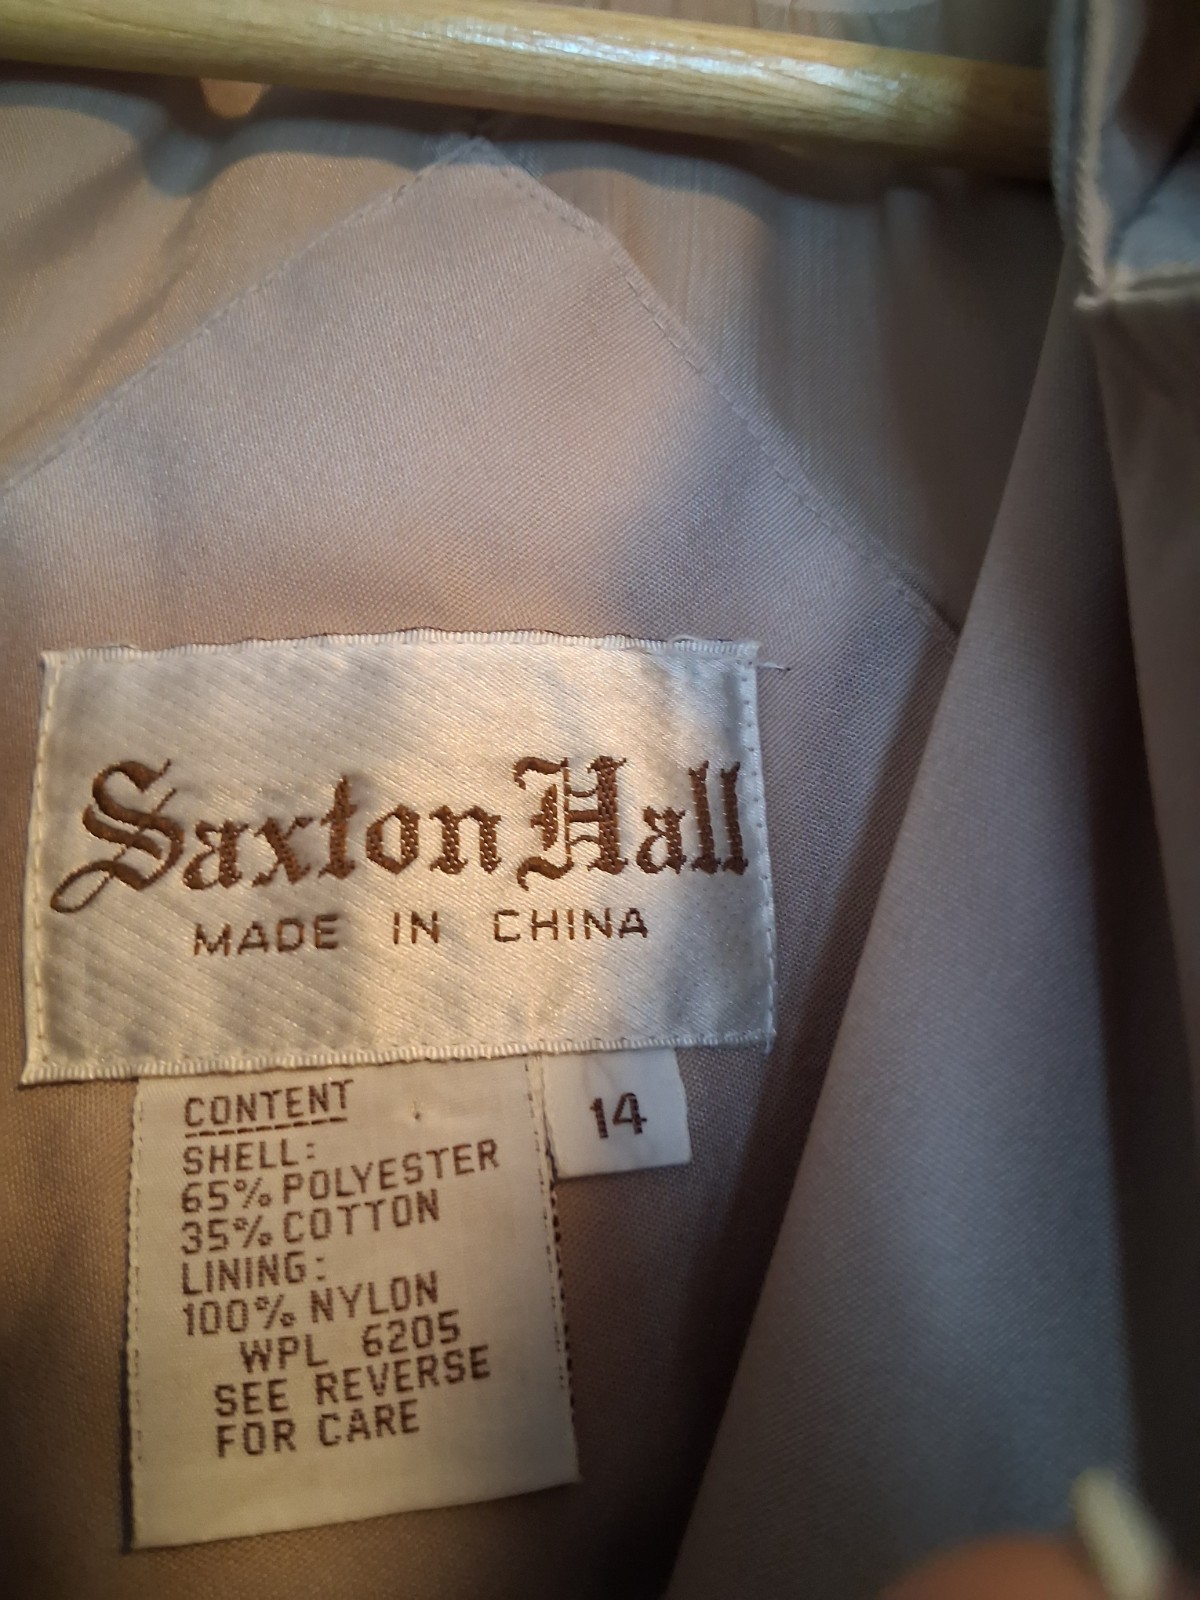 Saxton Hall
MADE IN CHINA
CONTENT
SHELL:
65% POLYESTER
35% COTTON
LINING:
100% NYLON
WPL 6205
SEE REVERSE
FOR CARE
14